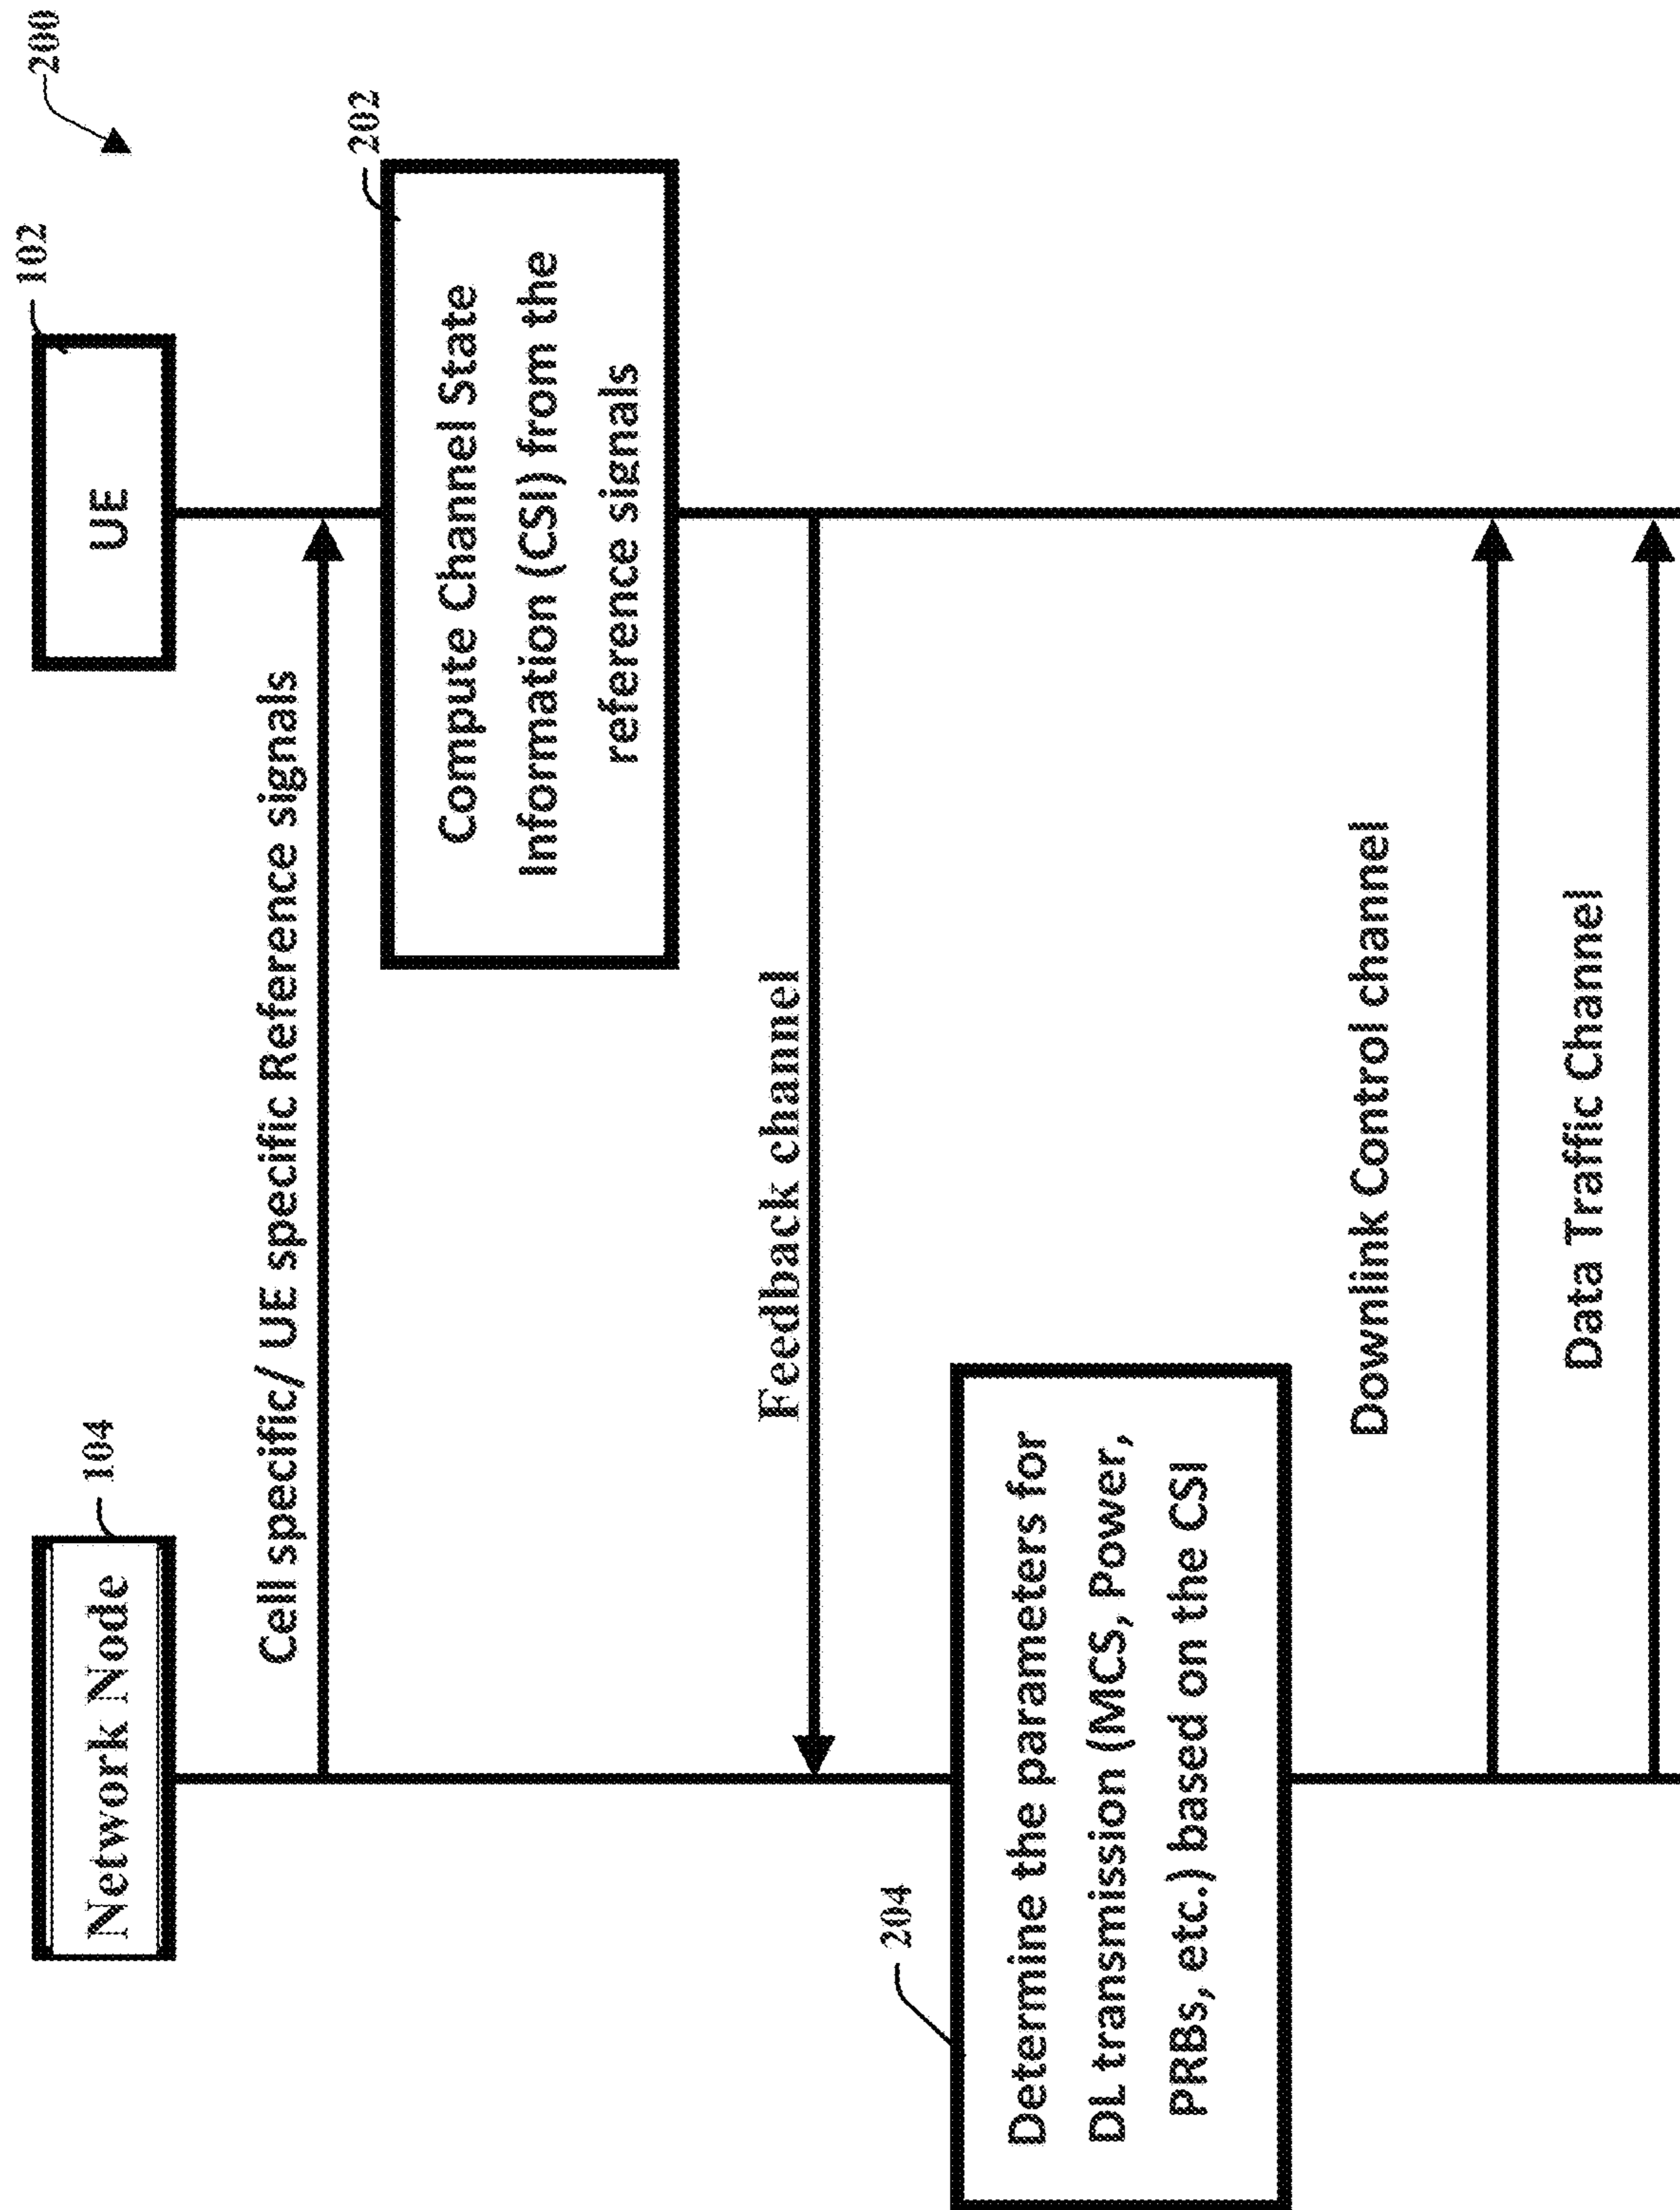 200
102
UE
104
Network Node
Cell specific/ UE specific Reference signals
202
Compute Channel State
Information (CSI) from the
reference signals
Feedback channel
204
Determine the parameters for
DL transmission (MCS, Power,
PRBs, etc.) based on the CSI
Downlink Control channel
Data Traffic Channel